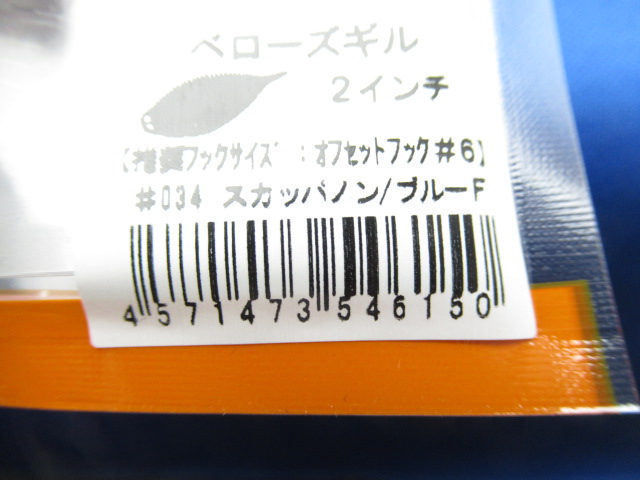 ベローズギル
2インチ
【推奨フックサイズ:オフセットフック#6】
#034 スカッパノン/ブルーF
4571473546150